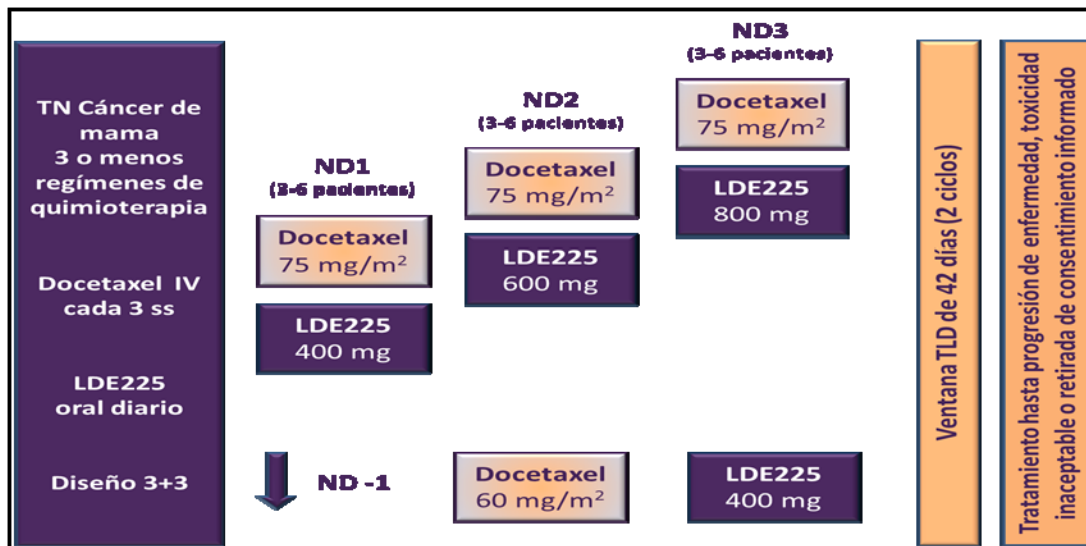 TN Cáncer de
mama
3 o menos
regímenes de
quimioterapia
Docetaxel IV
cada 3 ss
LDE225
oral diario
Diseño 3+3
ND1
(3-6 pacientes)
Docetaxel
75 mg/m²
LDE225
400 mg
ND2
(3-6 pacientes)
Docetaxel
75 mg/m²
LDE225
600 mg
ND3
(3-6 pacientes)
Docetaxel
75 mg/m²
LDE225
800 mg
ND -1
Docetaxel
60 mg/m²
LDE225
400 mg
Ventana TLD de 42 días (2 ciclos)
Tratamiento hasta progresión de enfermedad, toxicidad
inaceptable o retirada de consentimiento informado